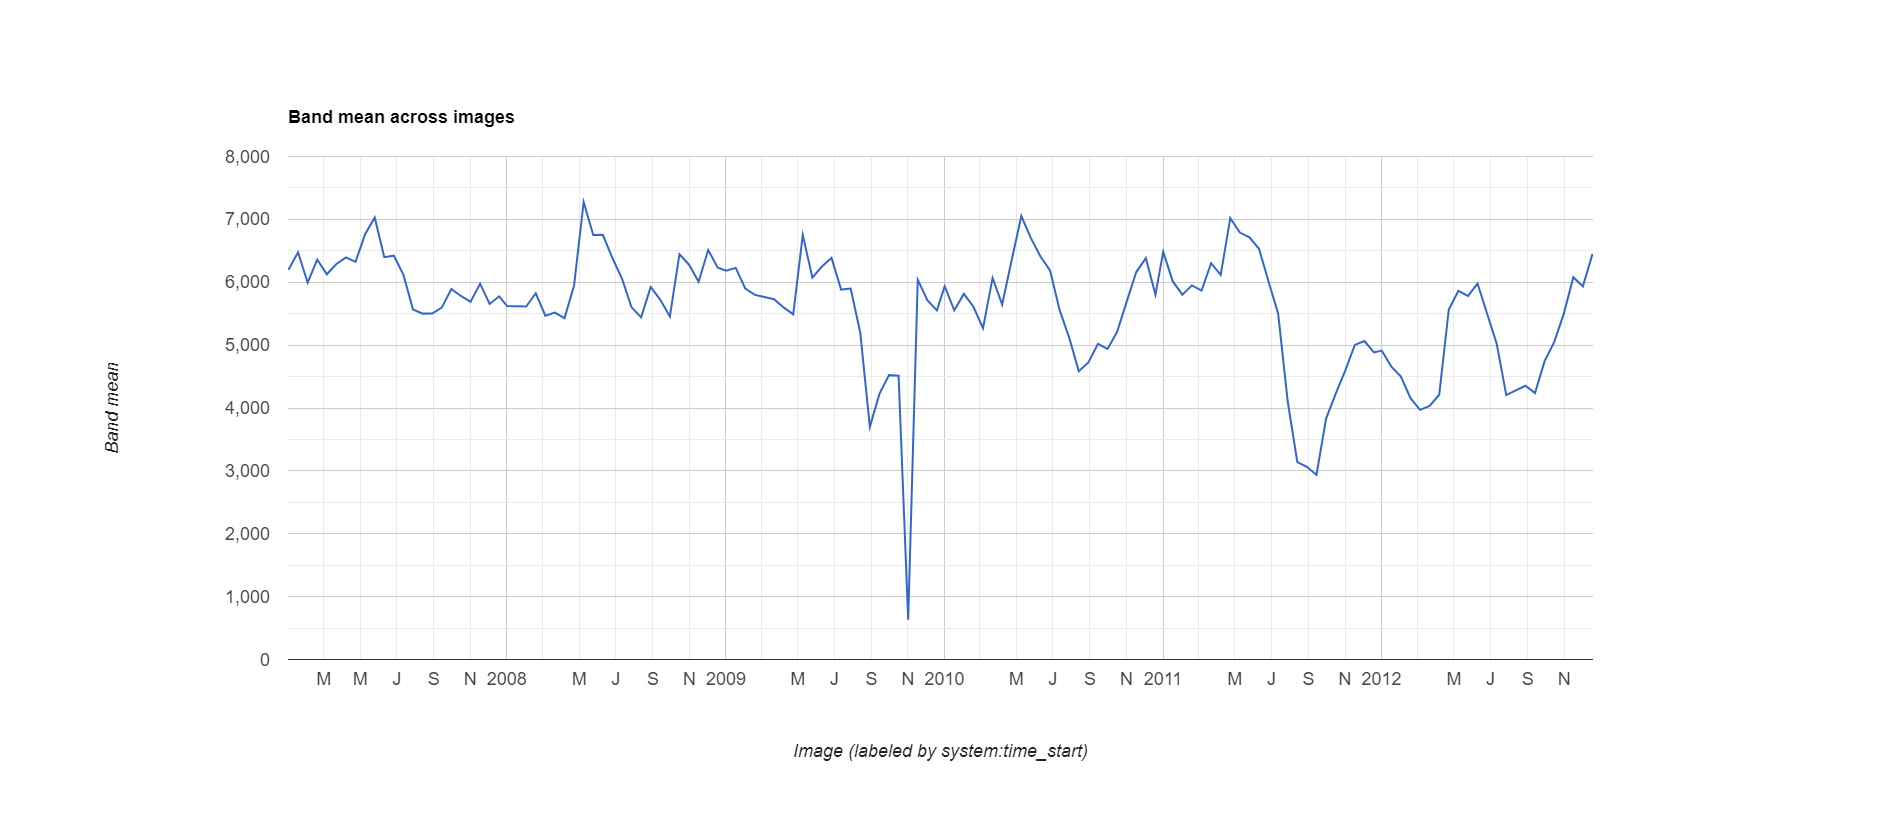 Band mean across images
8,000
7,000
6,000
5,000
4,000
3,000
2,000
1,000
0
Band mean
M M J S N 2008 M J S N 2009 M J S N 2010 M J S N 2011 M J S N 2012 M J S N
Image (labeled by system:time_start)